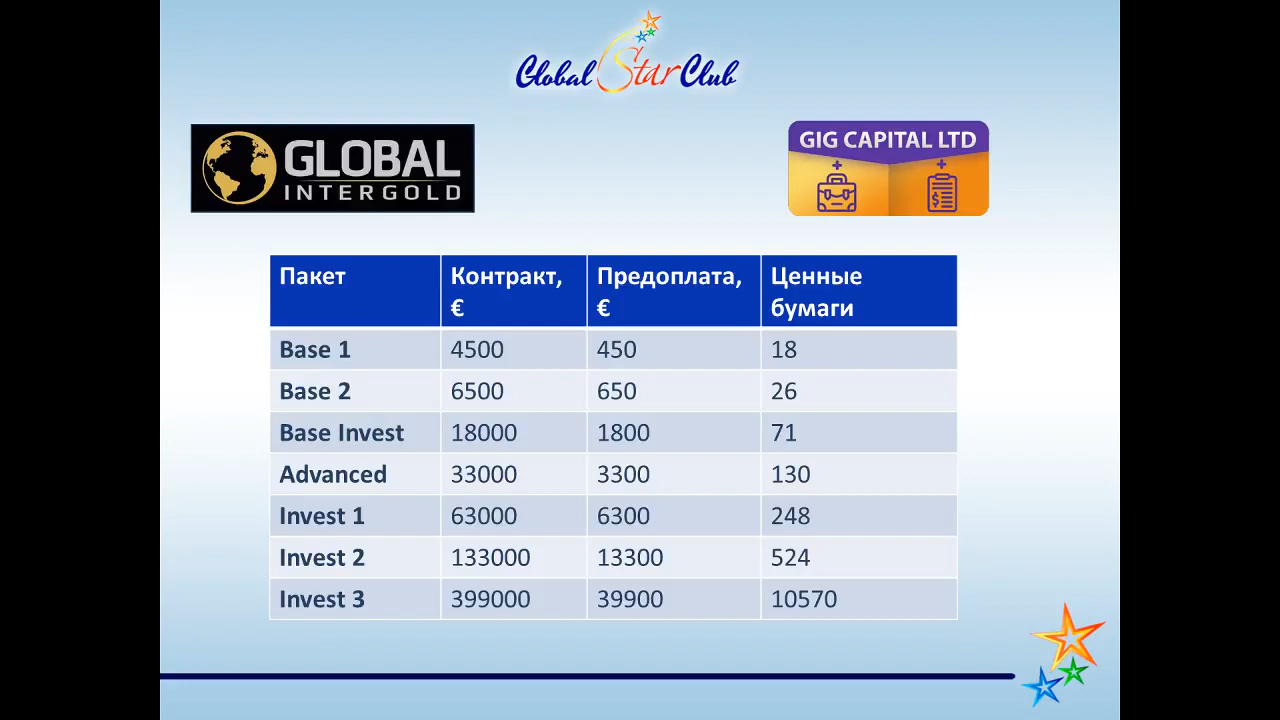 Global Star Club
GLOBAL
INTERGOLD
GIG CAPITAL LTD
Пакет Контракт, € Предоплата, € Ценные бумаги
Base 1 4500 450 18
Base 2 6500 650 26
Base Invest 18000 1800 71
Advanced 33000 3300 130
Invest 1 63000 6300 248
Invest 2 133000 13300 524
Invest 3 399000 39900 10570